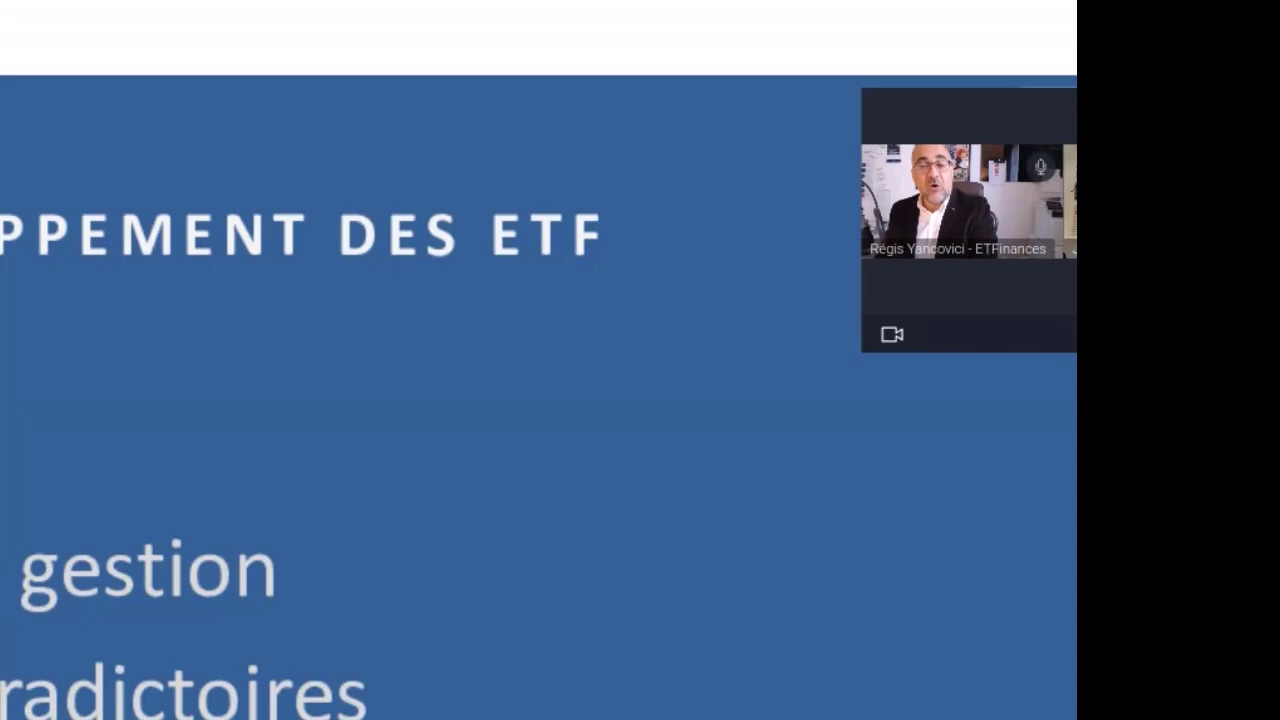 PPEMENT DES ETF
Régis Yancovici - ETFinances
gestion
radictoires